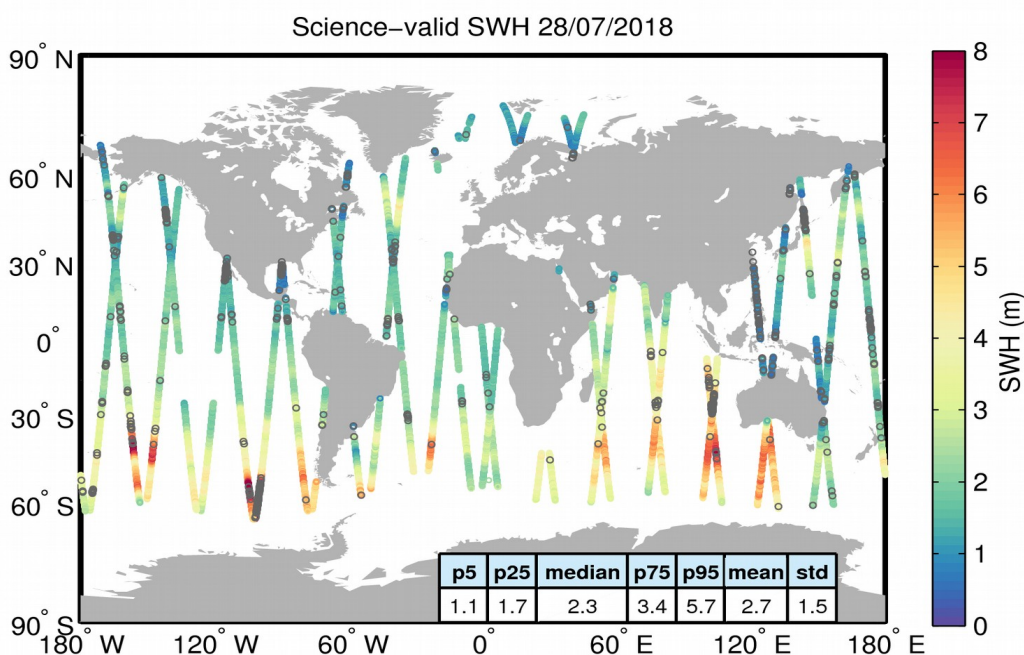 Science−valid SWH 28/07/2018
90° N
60° N
30° N
0°
30° S
60° S
90° S
180° W
120° W
60° W
0°
60° E
120° E
180° E
p5 p25 median p75 p95 mean std
1.1 1.7 2.3 3.4 5.7 2.7 1.5
8
7
6
5
4
3
2
1
0
SWH (m)